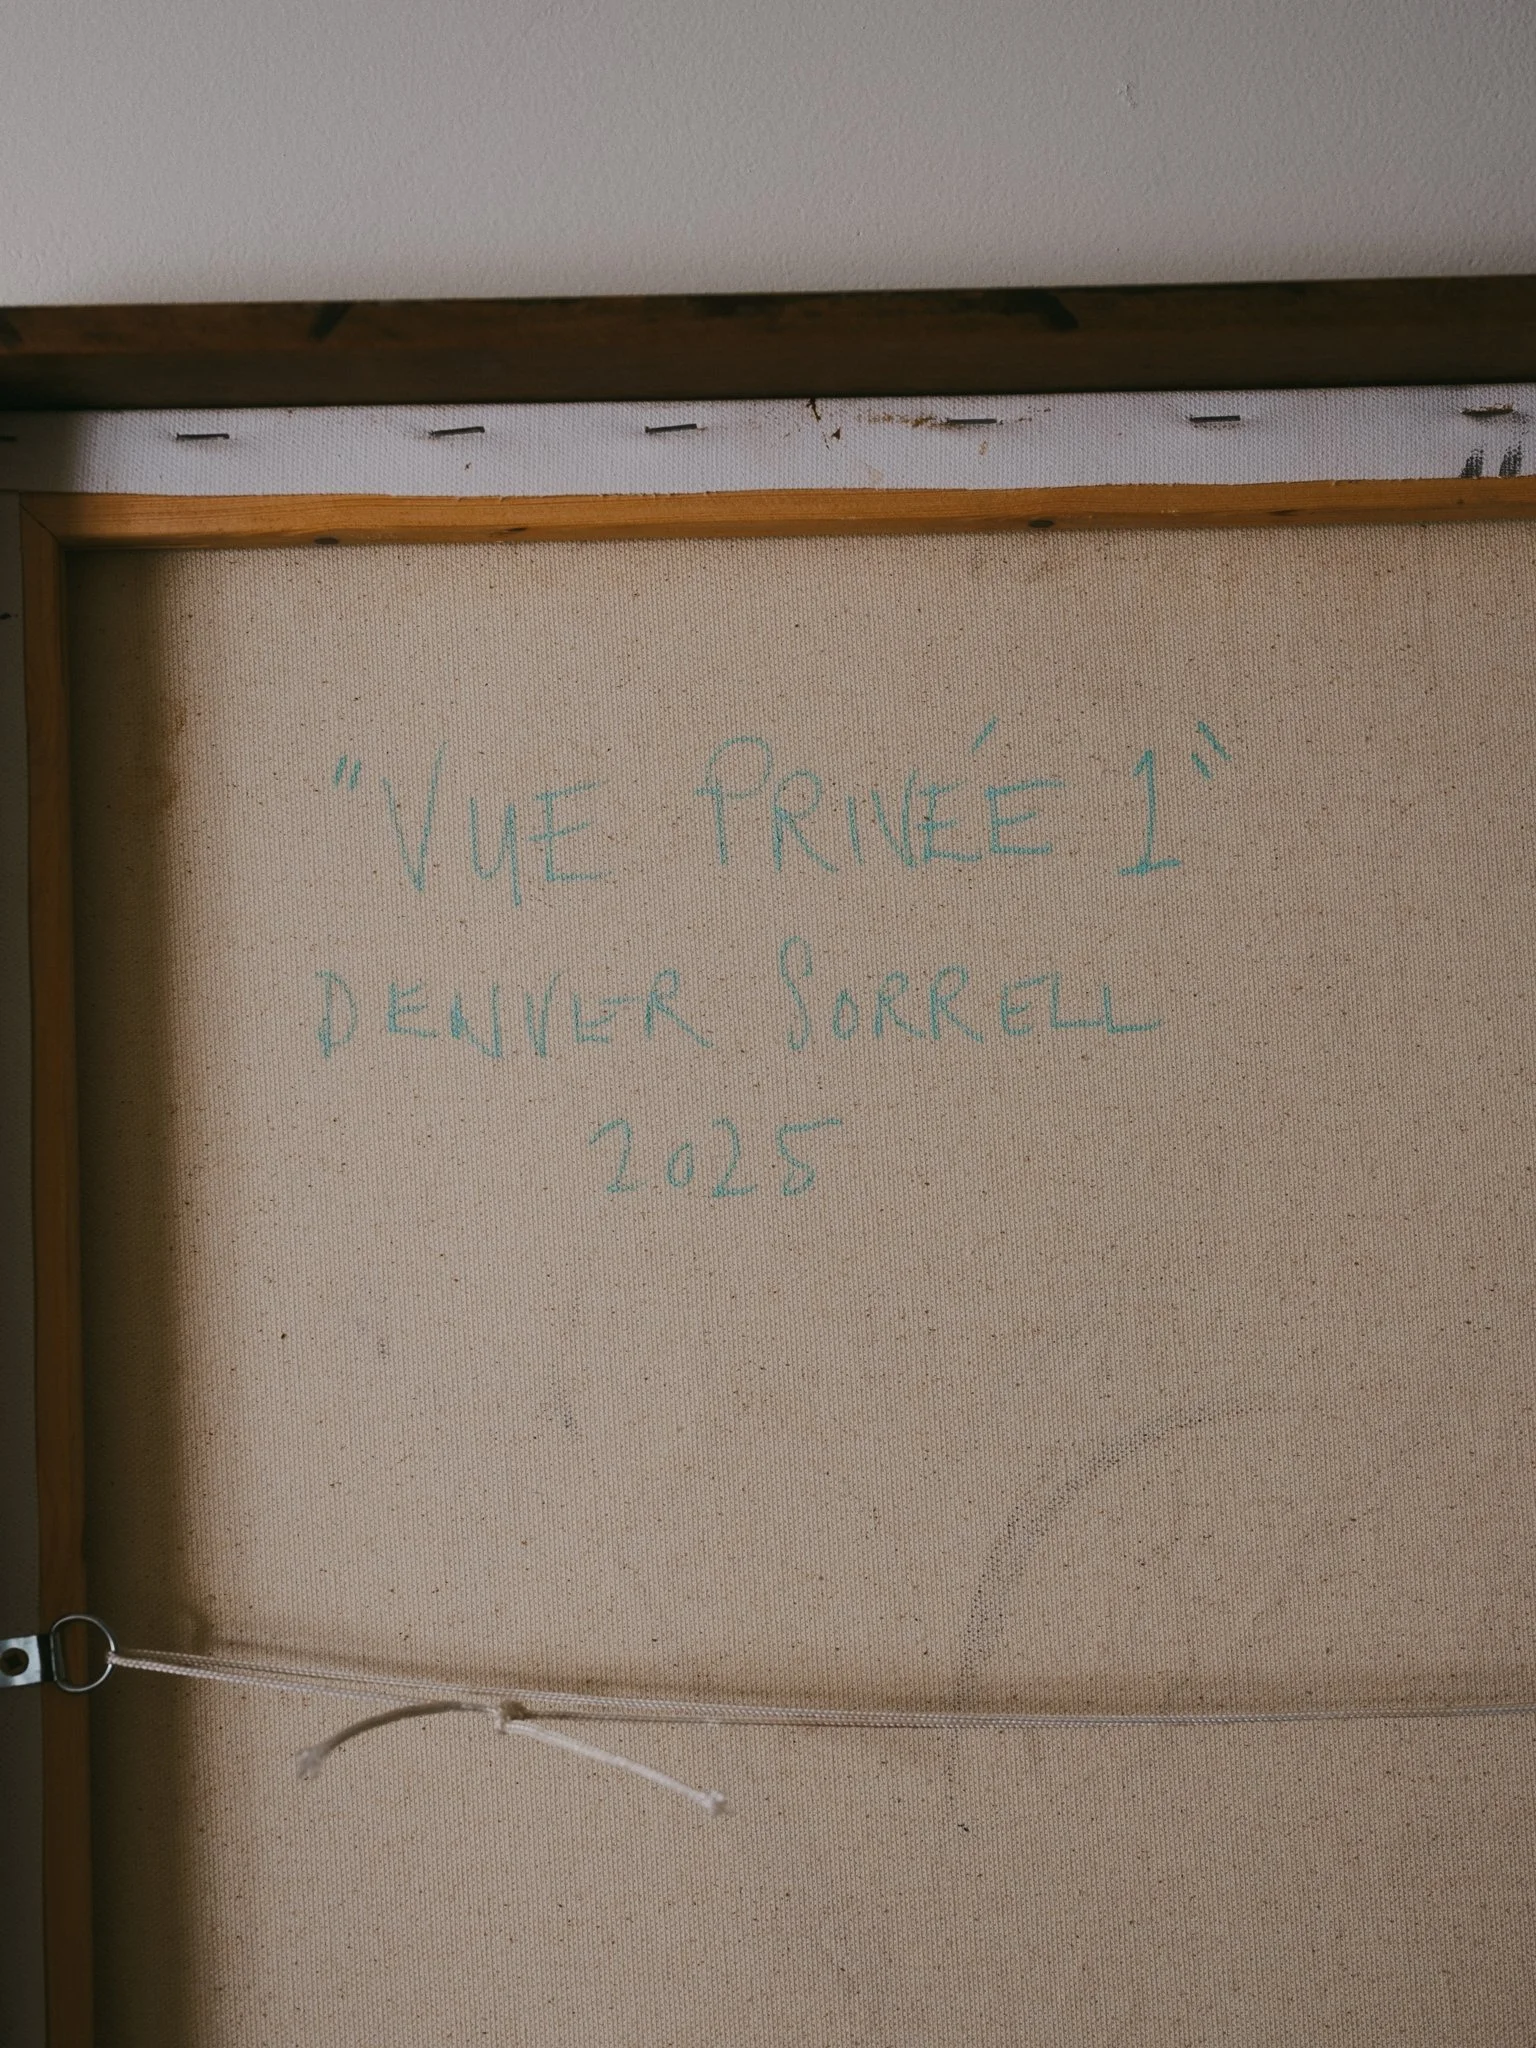 "VUE PRIVÉE 1"
DENVER SORRELL
2025